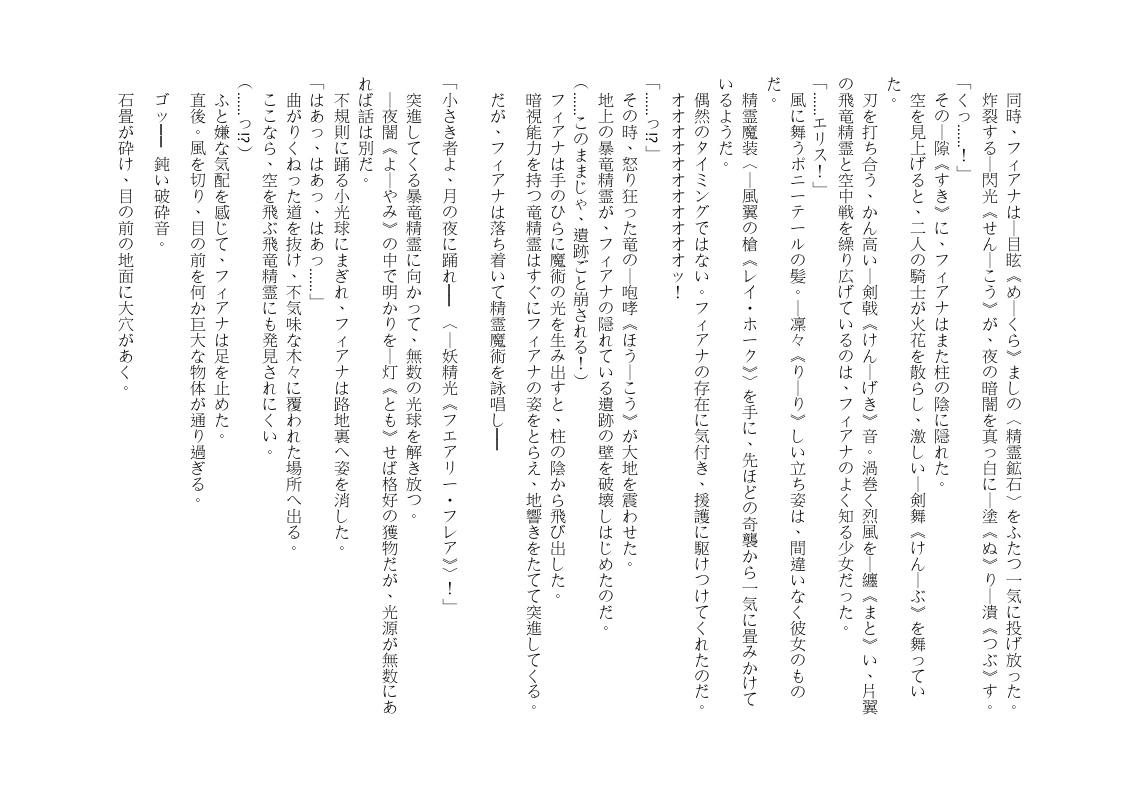 同時、フィアナは―目眩《め―くら》ましの〈精霊鉱石〉をふたつ一気に投げ放った。
炸裂する―閃光《せん―こう》が、夜の暗闇を真っ白に―塗《ぬ》り―潰《つぶ》す。
「くっ……！」
その―隙《すき》に、フィアナはまた柱の陰に隠れた。
空を見上げると、二人の騎士が火花を散らし、激しい―剣舞《けん―ぶ》を舞ってい
た。
刃を打ち合う、かん高い―剣戟《けん―げき》音。渦巻く烈風を―纏《まと》い、片翼
の飛竜精霊と空中戦を繰り広げているのは、フィアナのよく知る少女だった。
「……エリス！」
風に舞うポニーテールの髪。―凜々《り―り》しい立ち姿は、間違いなく彼女のもの
だ。
精霊魔装〈―風翼の槍《レイ・ホーク》〉を手に、先ほどの奇襲から一気に畳みかけて
いるようだ。
偶然のタイミングではない。フィアナの存在に気付き、援護に駆けつけてくれたのだ。
オオオオオオオオオオオオッ！
「……っ!?」
その時、怒り狂った竜の―咆哮《ほう―こう》が大地を震わせた。
地上の暴竜精霊が、フィアナの隠れている遺跡の壁を破壊しはじめたのだ。
（……このままじゃ、遺跡ごと崩される！）
フィアナは手のひらに魔術の光を生み出すと、柱の陰から飛び出した。
暗視能力を持つ竜精霊はすぐにフィアナの姿をとらえ、地響きをたてて突進してくる。
だが、フィアナは落ち着いて精霊魔術を詠唱し━━
「小さき者よ、月の夜に踊れ━━　〈―妖精光《フエアリー・フレア》〉！」
突進してくる暴竜精霊に向かって、無数の光球を解き放つ。
―夜闇《よ―やみ》の中で明かりを―灯《とも》せば格好の獲物だが、光源が無数にあ
れば話は別だ。
不規則に踊る小光球にまぎれ、フィアナは路地裏へ姿を消した。
「はあっ、はあっ、はあっ……」
曲がりくねった道を抜け、不気味な木々に覆われた場所へ出る。
ここなら、空を飛ぶ飛竜精霊にも発見されにくい。
（……っ!?）
ふと嫌な気配を感じて、フィアナは足を止めた。
直後。風を切り、目の前を何か巨大な物体が通り過ぎる。
ゴッ━━　鈍い破砕音。
石畳が砕け、目の前の地面に大穴があく。